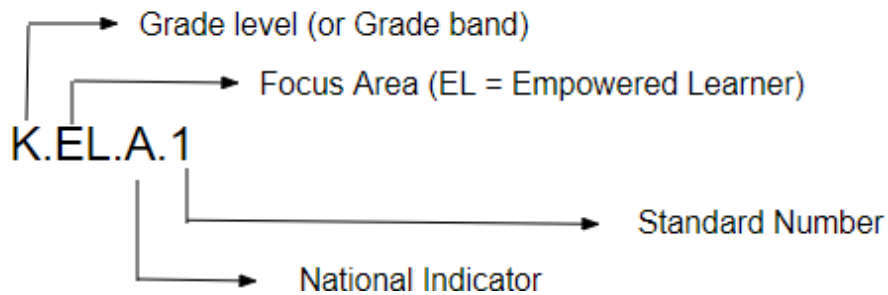 Grade level (or Grade band)
Focus Area (EL = Empowered Learner)
K.EL.A.1
Standard Number
National Indicator